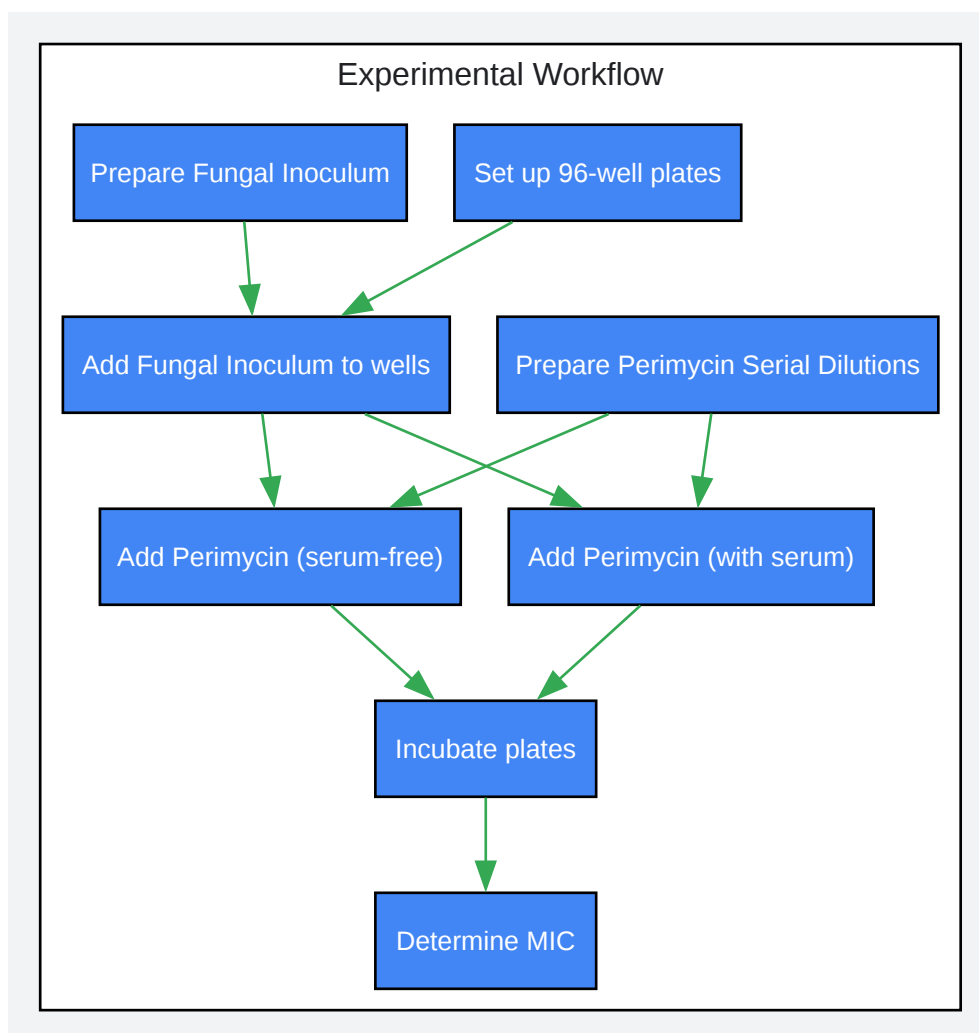 Experimental Workflow
Prepare Fungal Inoculum
Set up 96-well plates
Add Fungal Inoculum to wells
Prepare Perimycin Serial Dilutions
Add Perimycin (serum-free)
Add Perimycin (with serum)
Incubate plates
Determine MIC